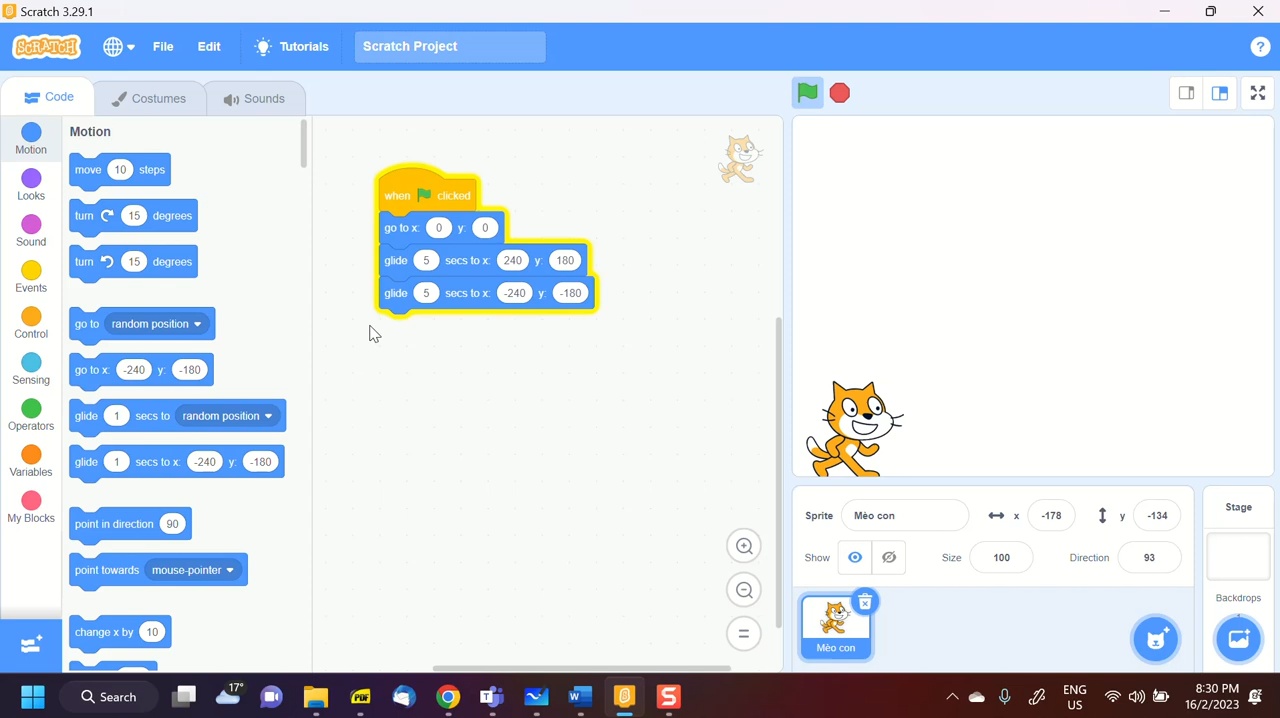 Scratch 3.29.1
SCRATCH
File
Edit
Tutorials
Scratch Project
?
Code
Costumes
Sounds
Motion
Looks
Sound
Events
Control
Sensing
Operators
Variables
My Blocks
Motion
move 10 steps
turn 15 degrees
turn 15 degrees
go to random position
go to x: -240 y: -180
glide 1 secs to random position
glide 1 secs to x: -240 y: -180
point in direction 90
point towards mouse-pointer
change x by 10
when clicked
go to x: 0 y: 0
glide 5 secs to x: 240 y: 180
glide 5 secs to x: -240 y: -180
Sprite Mèo con x -178 y -134
Show Size 100 Direction 93
Mèo con
Stage
Backdrops
Search
17°
PDF
S
ENG
US
8:30 PM
16/2/2023